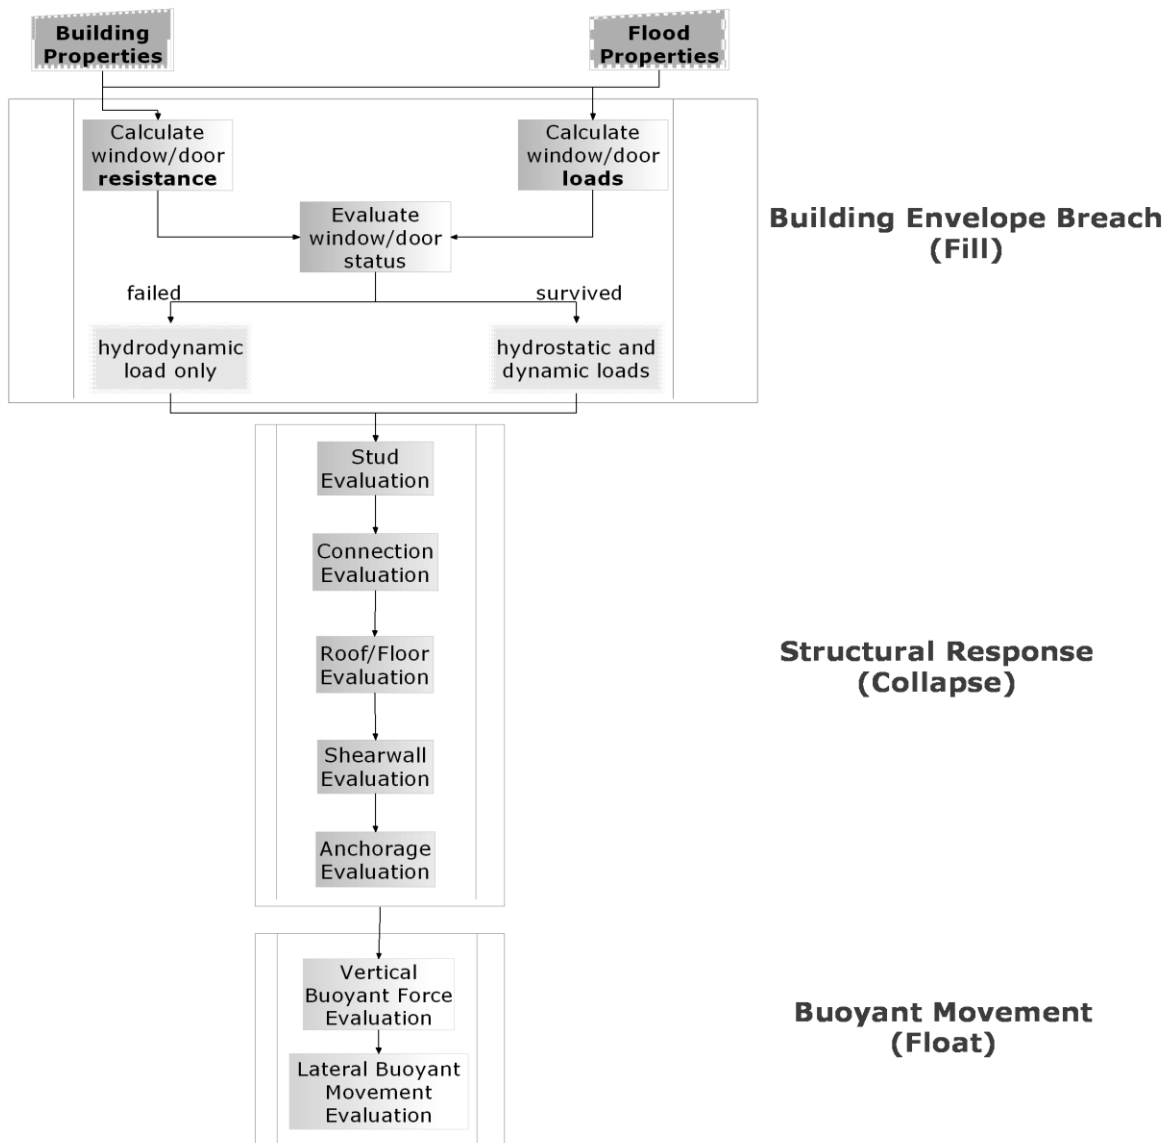 Building
Properties
Flood
Properties
Calculate
window/door
resistance
Calculate
window/door
loads
Evaluate
window/door
status
Building Envelope Breach
(Fill)
failed
survived
hydrodynamic
load only
hydrostatic and
dynamic loads
Stud
Evaluation
Connection
Evaluation
Roof/Floor
Evaluation
Structural Response
(Collapse)
Shearwall
Evaluation
Anchorage
Evaluation
Vertical
Buoyant Force
Evaluation
Buoyant Movement
(Float)
Lateral Buoyant
Movement
Evaluation